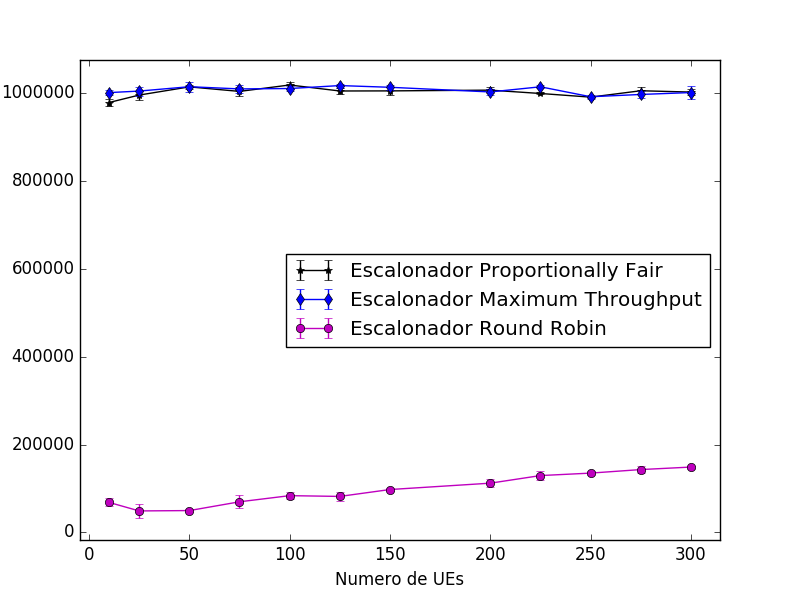 1000000
800000
600000
400000
200000
0
Escalonador Proportionally Fair
Escalonador Maximum Throughput
Escalonador Round Robin
0 50 100 150 200 250 300
Numero de UEs